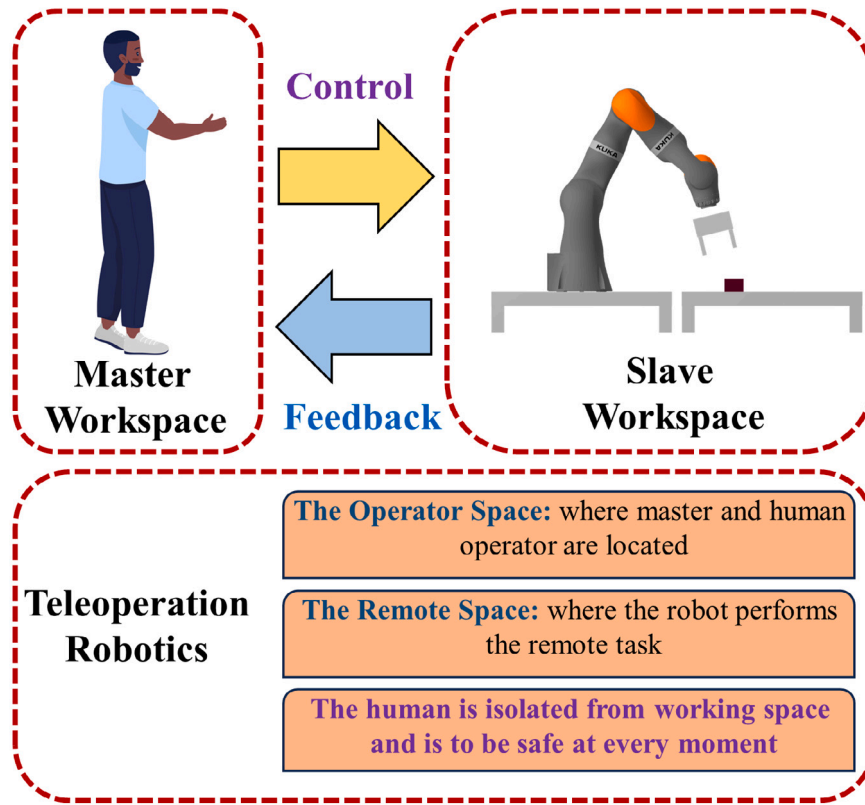 Control
KUKA
KUKA
Master
Workspace
Feedback
Slave
Workspace
Teleoperation
Robotics
The Operator Space: where master and human
operator are located
The Remote Space: where the robot performs
the remote task
The human is isolated from working space
and is to be safe at every moment